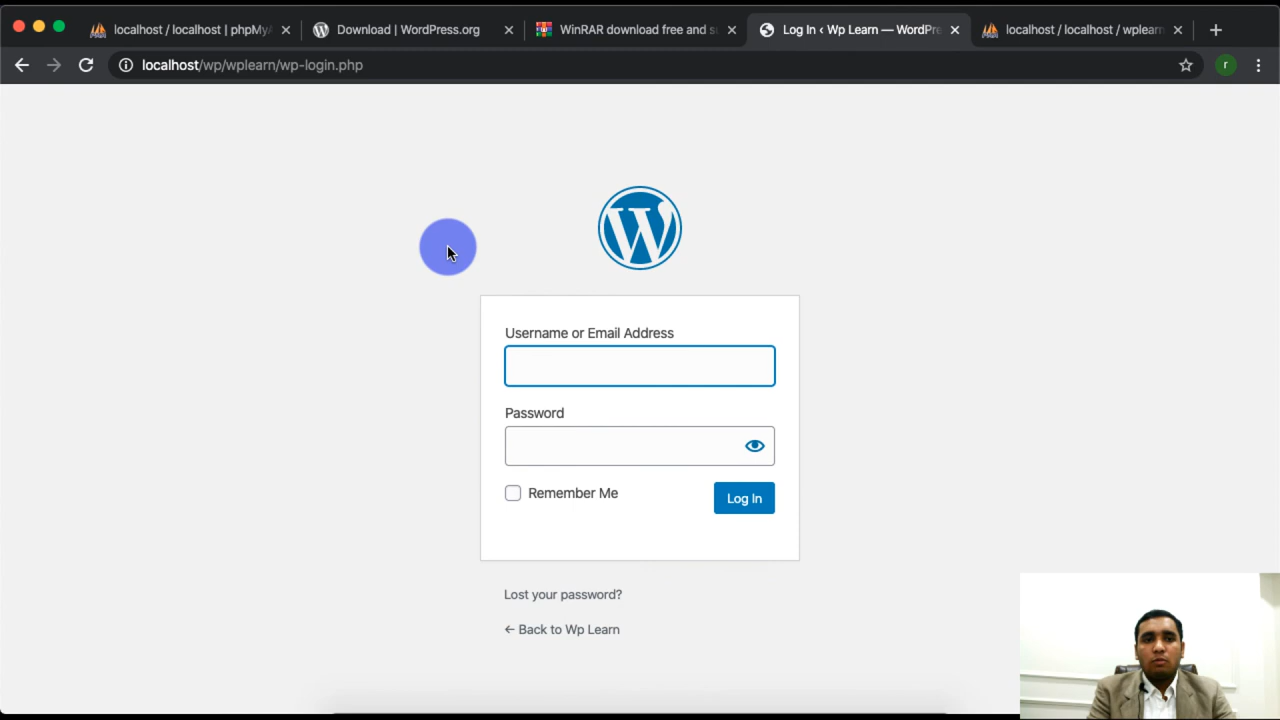 localhost / localhost | phpMyA
Download | WordPress.org
WinRAR download free and s
Log In ‹ Wp Learn — WordPre
localhost / localhost / wplearn
localhost/wp/wplearn/wp-login.php
r
Username or Email Address
Password
Remember Me
Log In
Lost your password?
← Back to Wp Learn